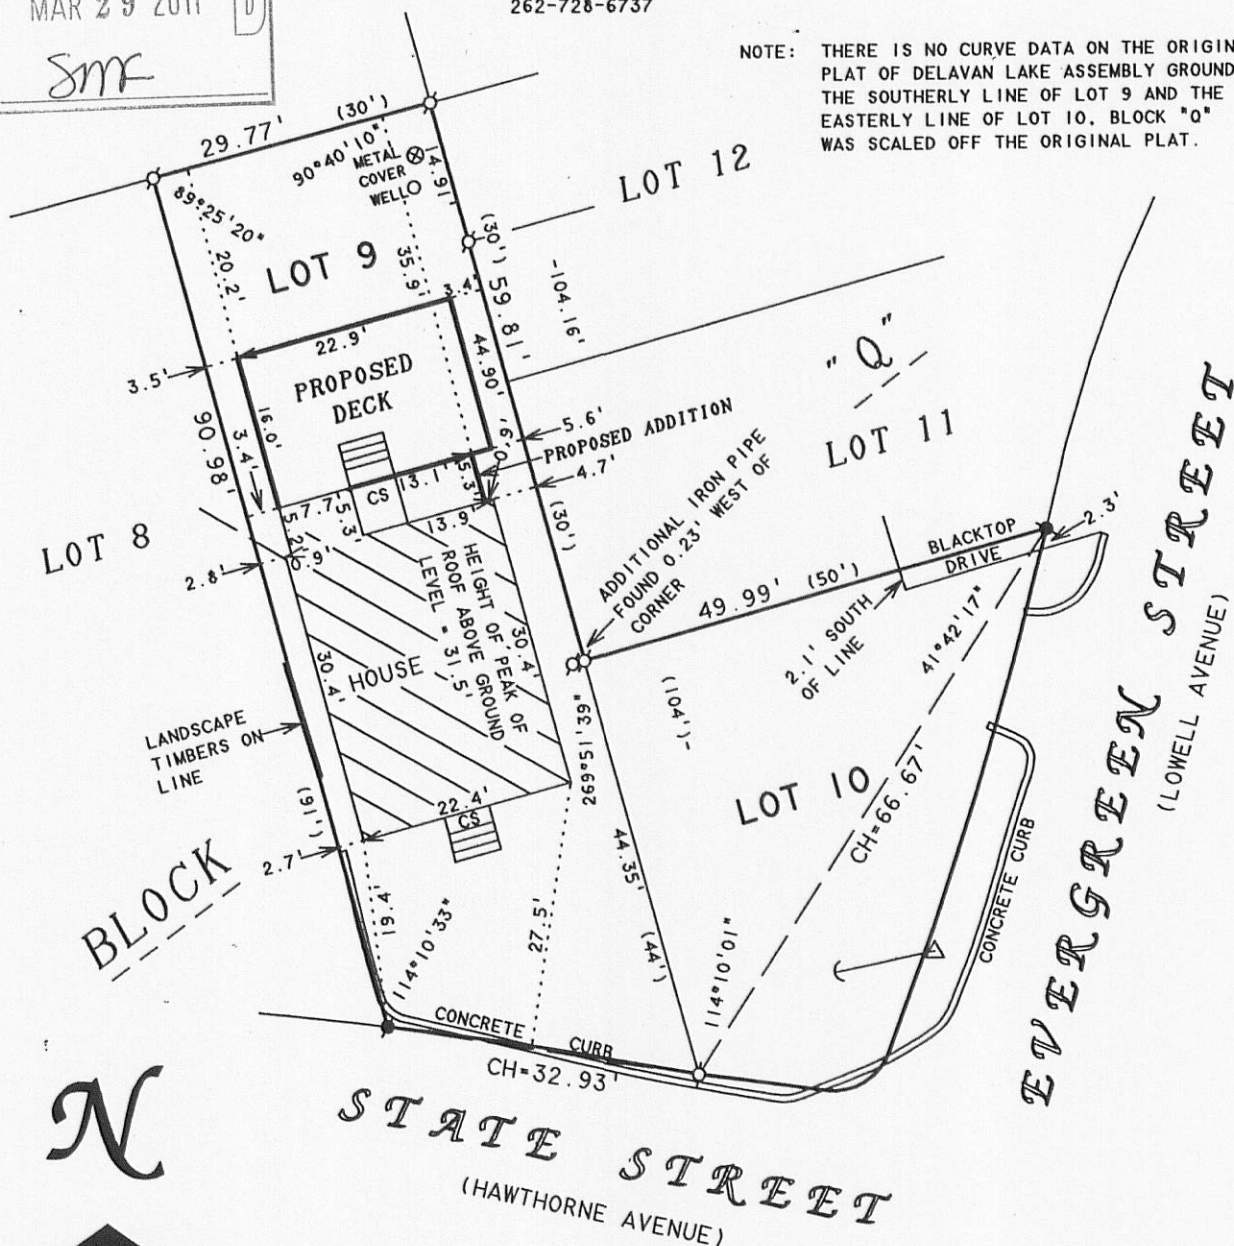 MAR 29 2011
D
262-728-6737
NOTE: THERE IS NO CURVE DATA ON THE ORIGIN
PLAT OF DELAVAN LAKE ASSEMBLY GROUND
THE SOUTHERLY LINE OF LOT 9 AND THE
EASTERLY LINE OF LOT 10, BLOCK "Q"
WAS SCALED OFF THE ORIGINAL PLAT.
29.77'
(30')
90°40'10"
METAL
COVER
WELL
14.91'
89°25'20"
20.2'
LOT 9
35.9'
3.4'
(30')
59.81'
-104.16'
LOT 12
"Q"
22.9'
PROPOSED
DECK
44.90'
3.5'
90.98'
3.4'
16.0'
5.6'
PROPOSED ADDITION
4.7'
6.0'
5.3'
13.1'
CS
7.7'
5.3'
13.9'
(30')
LOT 11
ADDITIONAL IRON PIPE
FOUND 0.23' WEST OF
CORNER
49.99' (50')
BLACKTOP
DRIVE
2.3'
2.1' SOUTH
OF LINE
41°42'17"
LOT 8
2.8'
0.9'
HEIGHT OF PEAK OF
ROOF ABOVE GROUND
LEVEL = 31.5'
30.4'
30.4'
HOUSE
LANDSCAPE
TIMBERS ON
LINE
(91')
22.4'
CS
2.7'
BLOCK
269°15'39"
(104')-
LOT 10
CH=66.67'
44.35'
(44')
114°10'01"
19.4'
114°10'33"
27.5'
CONCRETE CURB
CONCRETE CURB
CH=32.93'
EVERGREEN STREET
(LOWELL AVENUE)
STATE STREET
(HAWTHORNE AVENUE)
N